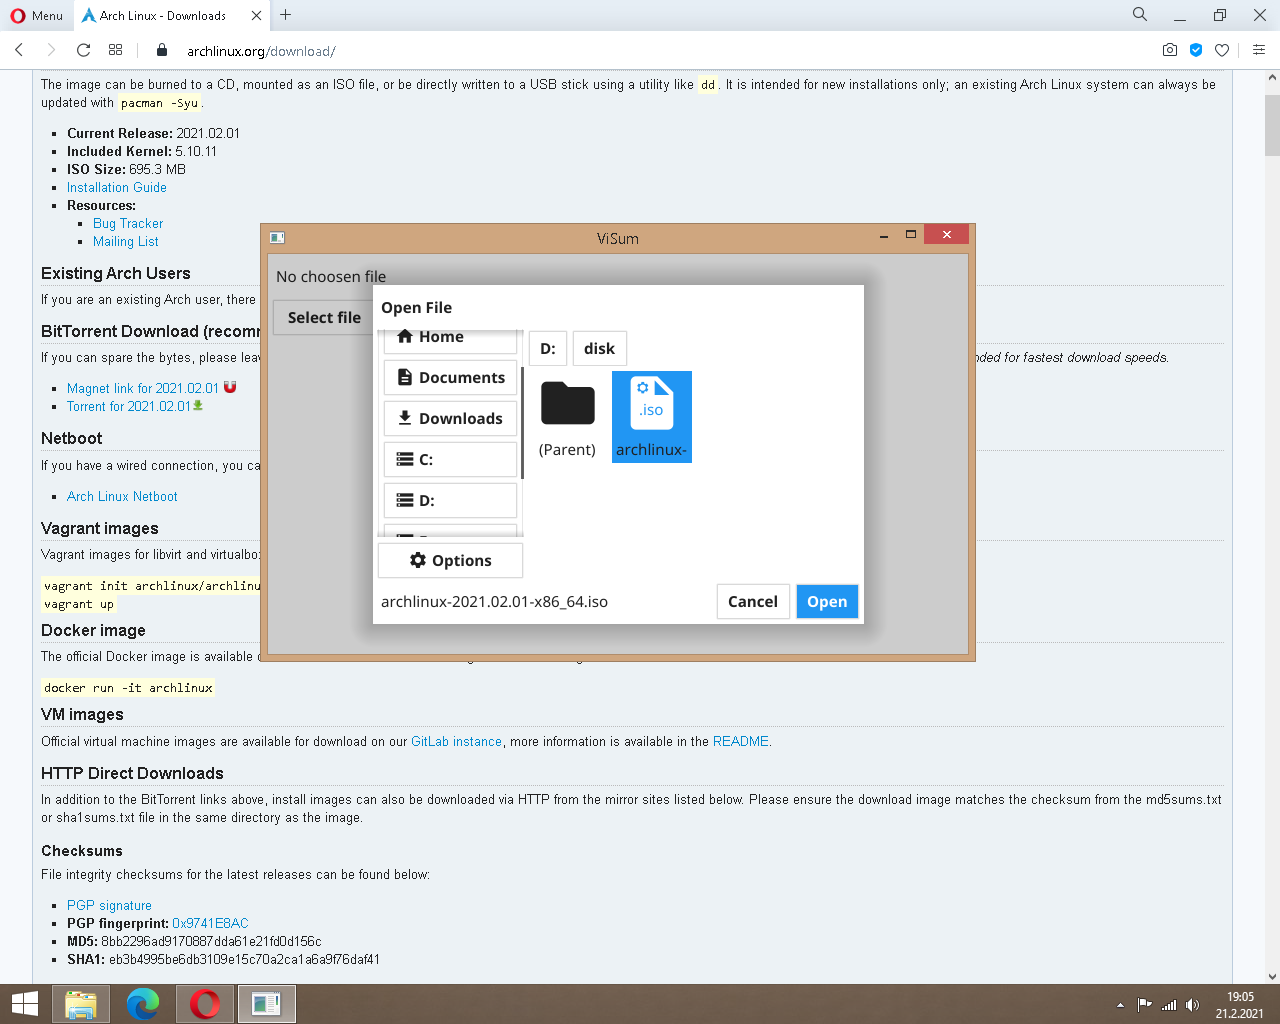 Menu
Arch Linux - Downloads
archlinux.org/download/
The image can be burned to a CD, mounted as an ISO file, or be directly written to a USB stick using a utility like dd. It is intended for new installations only; an existing Arch Linux system can always be
updated with pacman -Syu.
Current Release: 2021.02.01
Included Kernel: 5.10.11
ISO Size: 695.3 MB
Installation Guide
Resources:
Bug Tracker
Mailing List
Existing Arch Users
If you are an existing Arch user, there
BitTorrent Download (recomm
If you can spare the bytes, please leav
nded for fastest download speeds.
Magnet link for 2021.02.01
Torrent for 2021.02.01
Netboot
If you have a wired connection, you ca
Arch Linux Netboot
Vagrant images
Vagrant images for libvirt and virtualbo
vagrant init archlinux/archlinu
vagrant up
Docker image
The official Docker image is available
docker run -it archlinux
VM images
Official virtual machine images are available for download on our GitLab instance, more information is available in the README.
HTTP Direct Downloads
In addition to the BitTorrent links above, install images can also be downloaded via HTTP from the mirror sites listed below. Please ensure the download image matches the checksum from the md5sums.txt
or sha1sums.txt file in the same directory as the image.
Checksums
File integrity checksums for the latest releases can be found below:
PGP signature
PGP fingerprint: 0x9741E8AC
MD5: 8bb2296ad9170887dda61e21fd0d156c
SHA1: eb3b4995be6db3109e15c70a2ca1a6a9f76daf41
ViSum
No choosen file
Select file
Open File
Home
Documents
Downloads
C:
D:
Options
D:
disk
(Parent)
.iso
archlinux-
archlinux-2021.02.01-x86_64.iso
Cancel
Open
19:05
21.2.2021